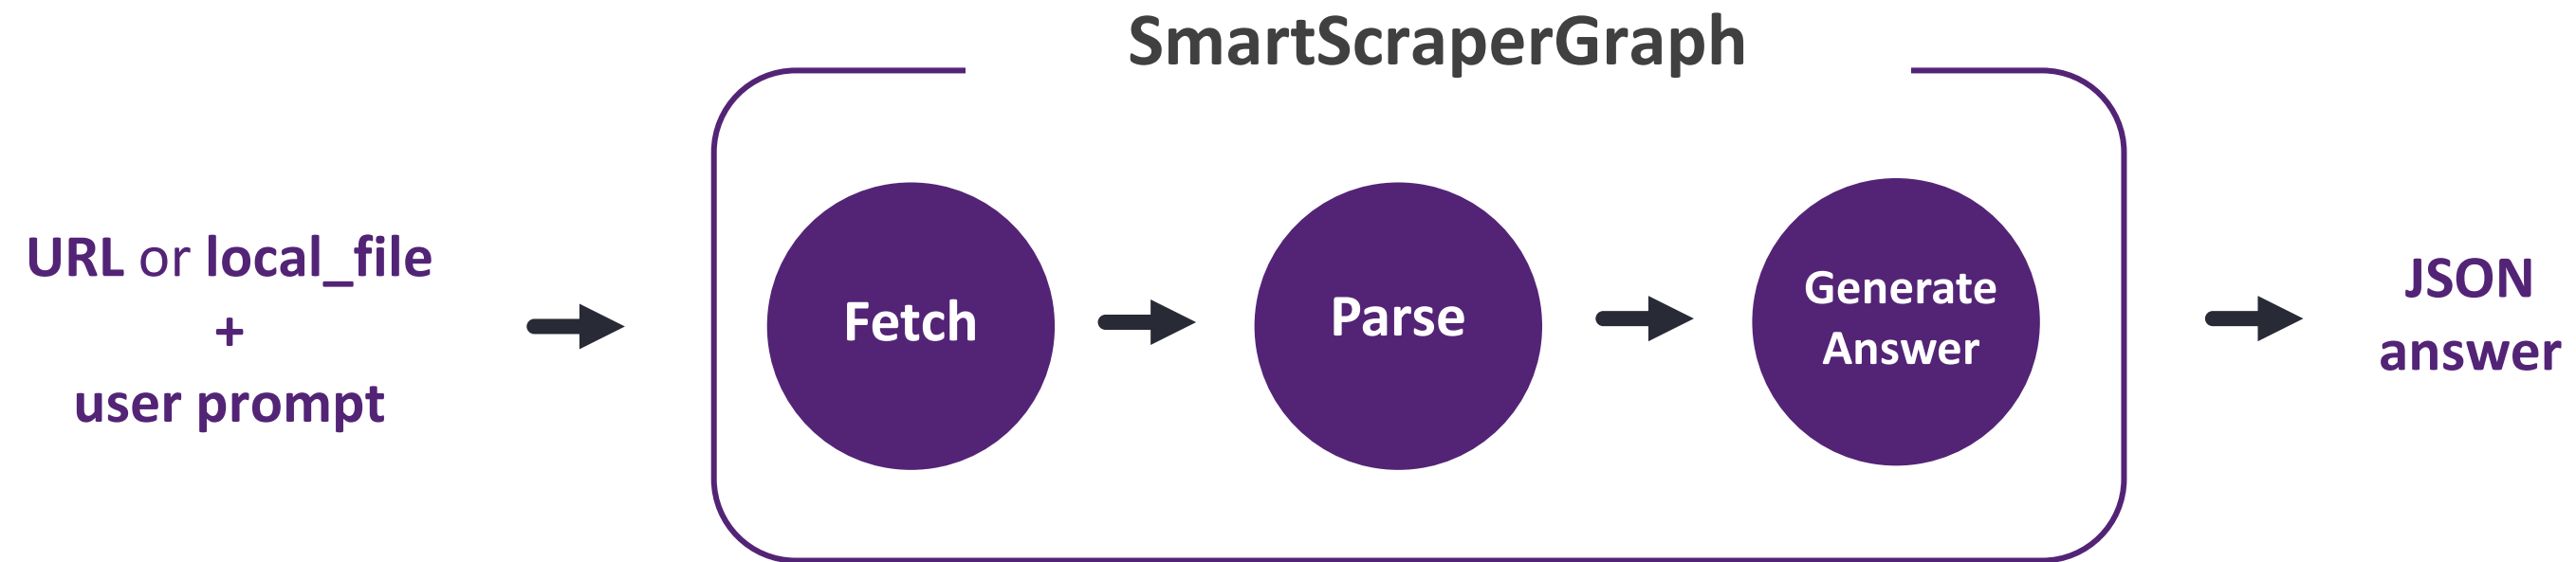 SmartScraperGraph
URL or local_file
+
user prompt
Fetch
Parse
Generate
Answer
JSON
answer